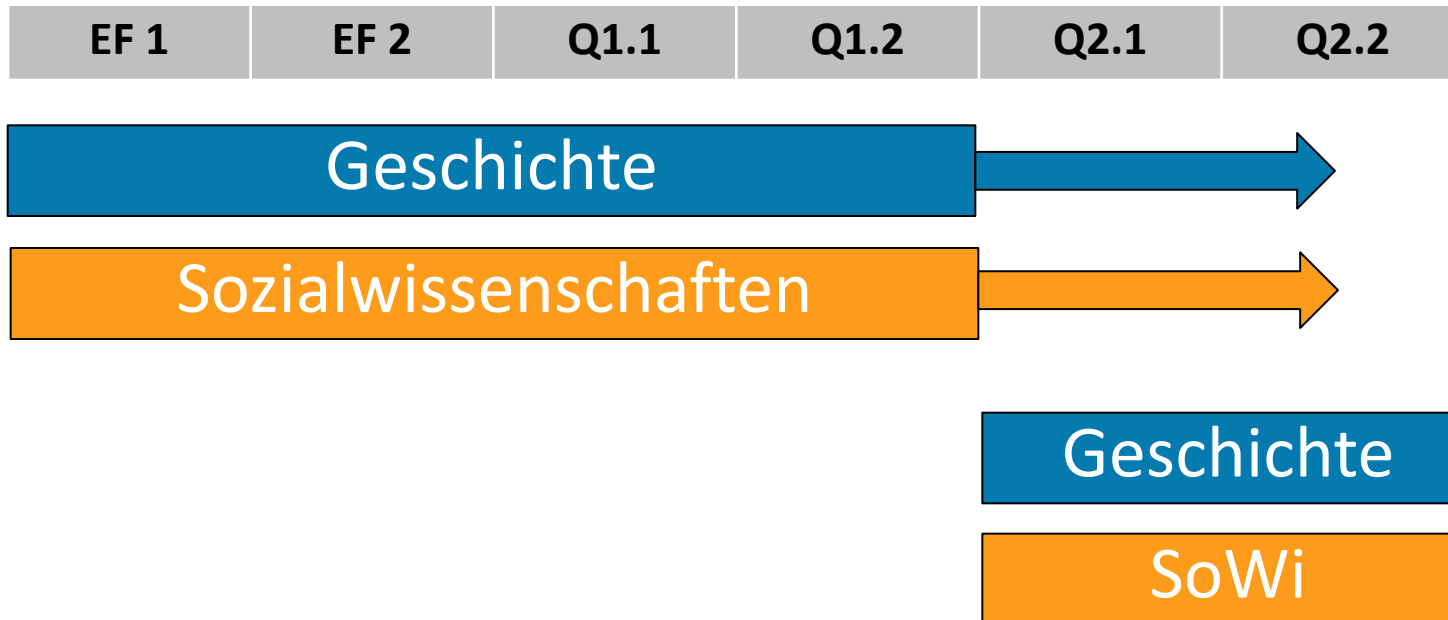 EF 1 EF 2 Q1.1 Q1.2 Q2.1 Q2.2
Geschichte
Sozialwissenschaften
Geschichte
SoWi